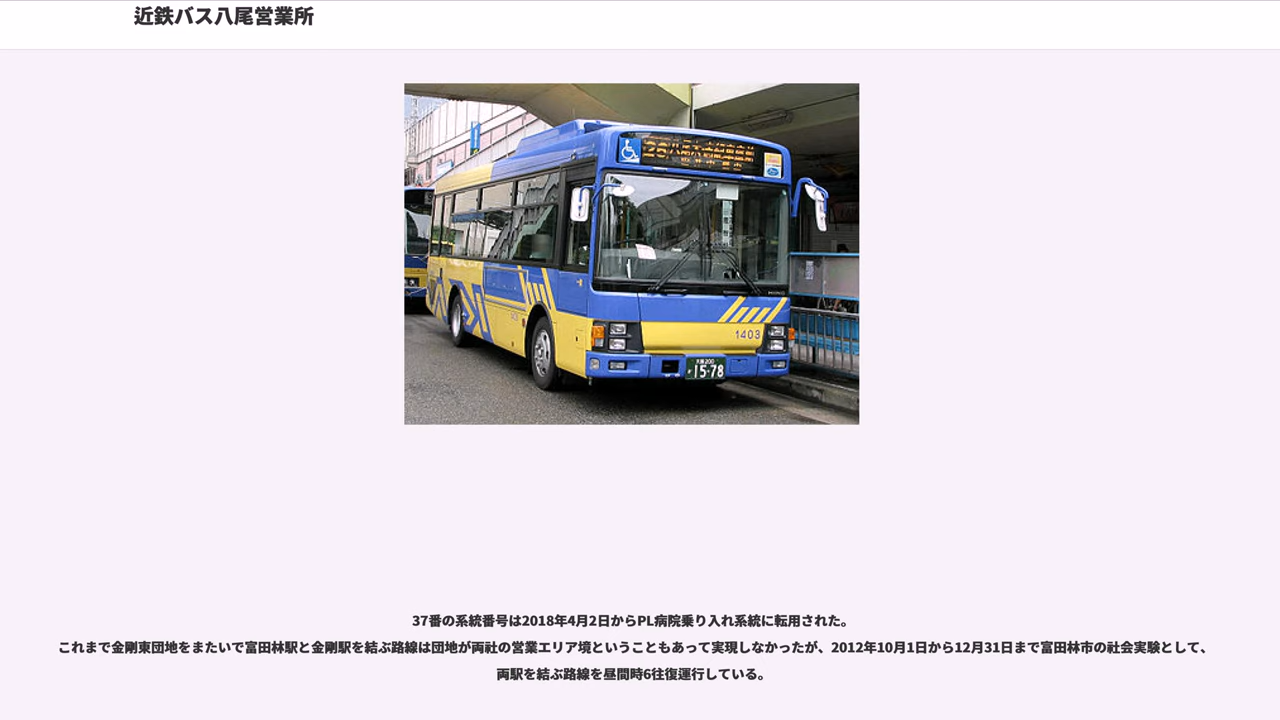 近鉄バス八尾営業所
1403
15-78
37番の系統番号は2018年4月2日からPL病院乗り入れ系統に転用された。
これまで金剛東団地をまたいで富田林駅と金剛駅を結ぶ路線は団地が両社の営業エリア境ということもあって実現しなかったが、2012年10月1日から12月31日まで富田林市の社会実験として、
両駅を結ぶ路線を昼間時6往復運行している。